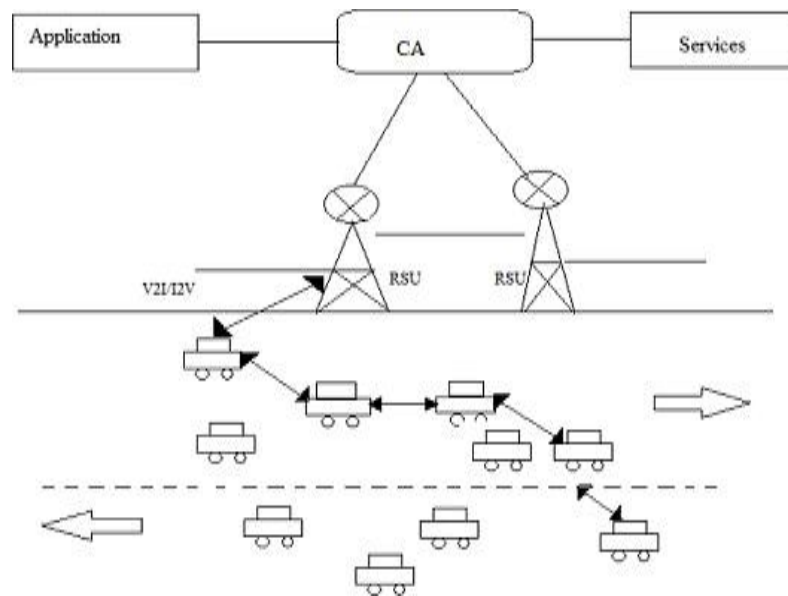 Application
CA
Services
V2I/I2V
RSU
RSU